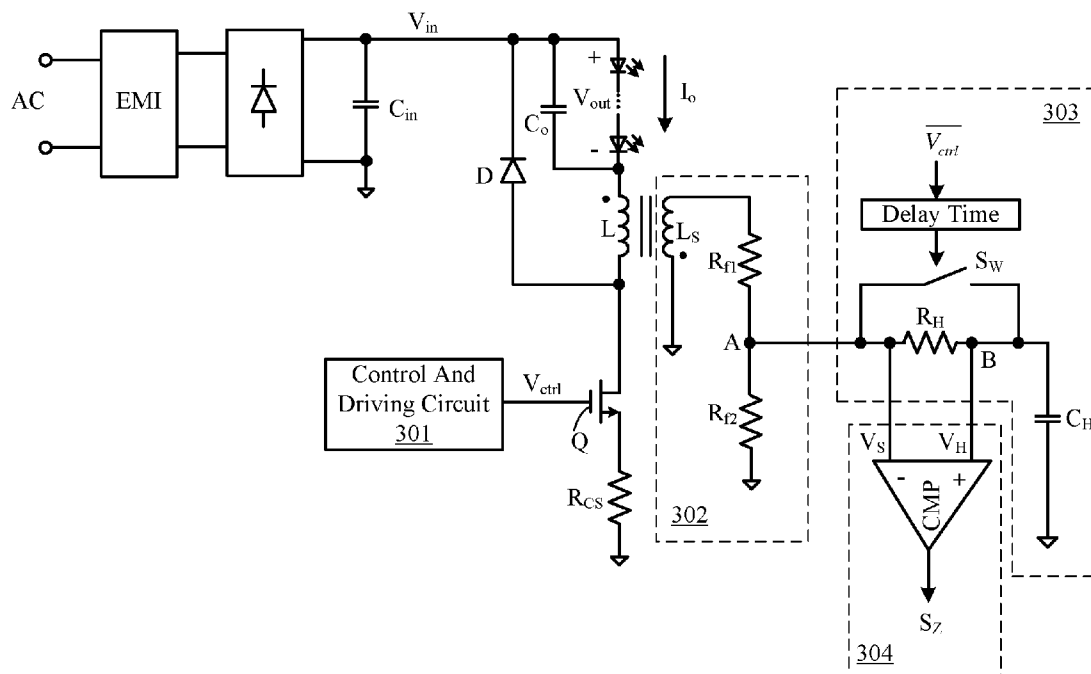 AC
EMI
V_in
C_in
D
C_o
+
V_out
-
I_o
L
L_S
R_f1
A
R_f2
302
Control And
Driving Circuit
301
V_ctrl
Q
R_CS
303
V_ctrl
Delay Time
S_W
R_H
B
C_H
V_S
V_H
-
+
CMP
S_Z
304